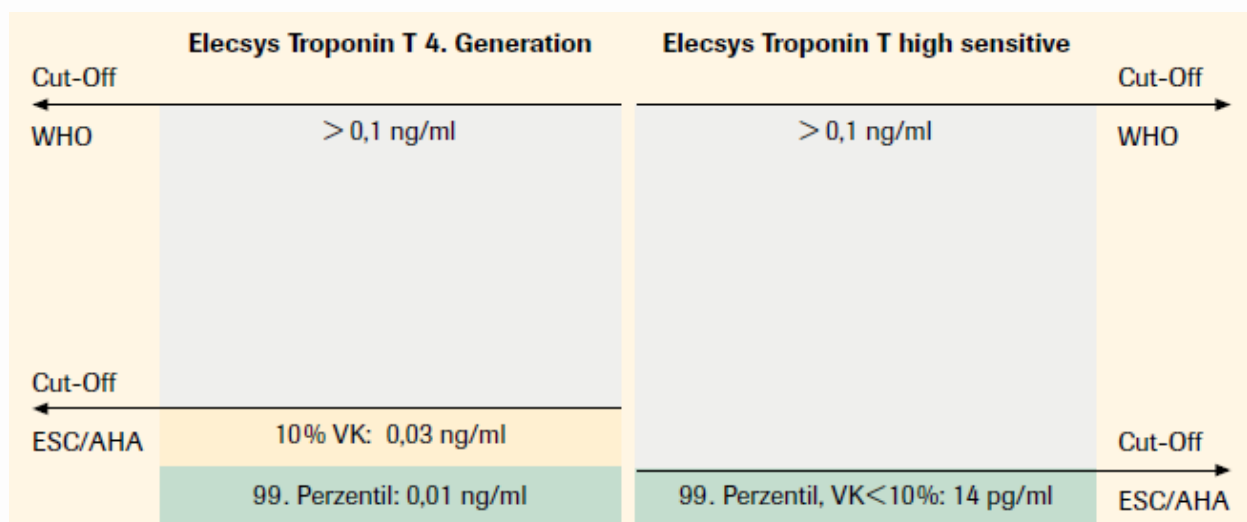 Elecsys Troponin T 4. Generation
Elecsys Troponin T high sensitive
Cut-Off
Cut-Off
WHO
> 0,1 ng/ml
> 0,1 ng/ml
WHO
Cut-Off
ESC/AHA
10% VK: 0,03 ng/ml
Cut-Off
99. Perzentil: 0,01 ng/ml
99. Perzentil, VK<10%: 14 pg/ml
ESC/AHA